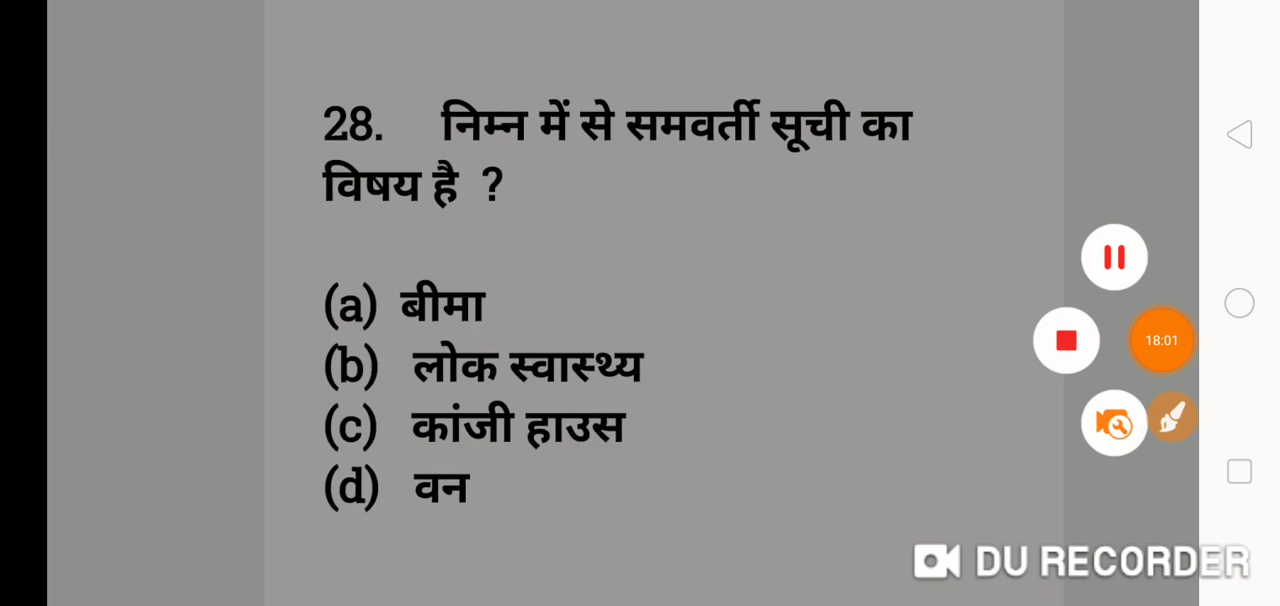 28. निम्न में से समवर्ती सूची का
विषय है ?
(a) बीमा
(b) लोक स्वास्थ्य
(c) कांजी हाउस
(d) वन
18:01
DU RECORDER